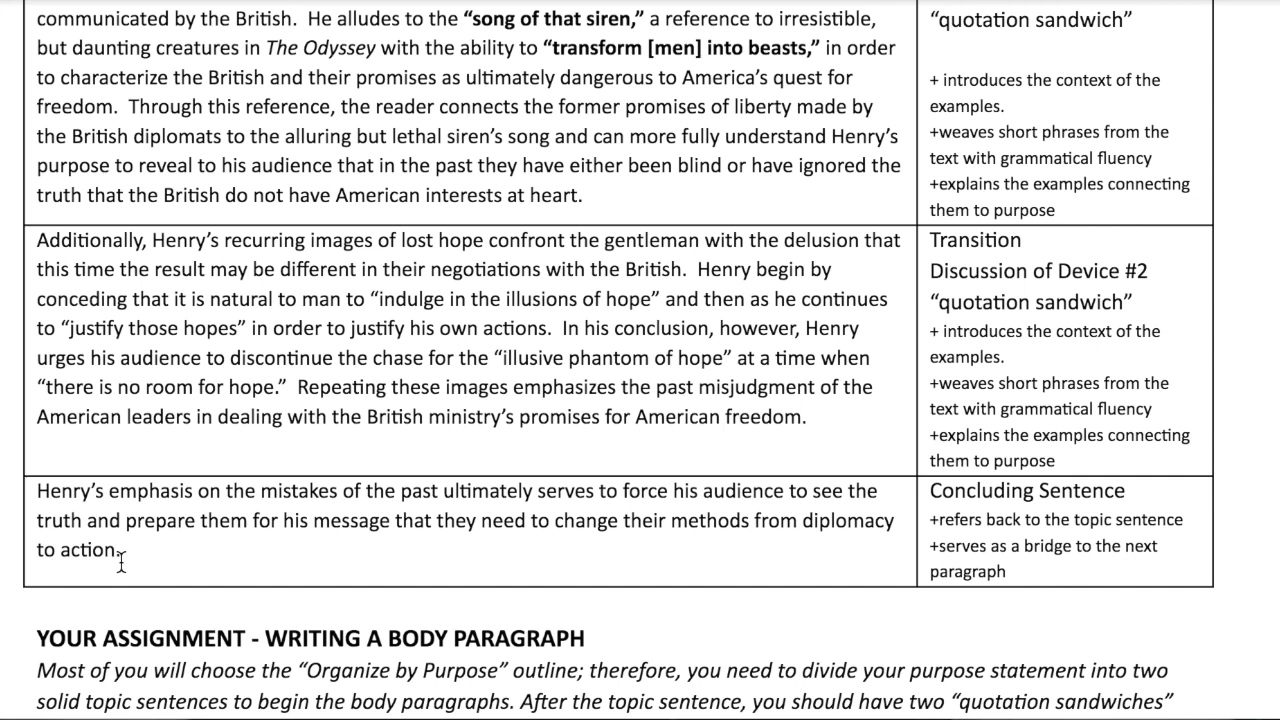 communicated by the British.  He alludes to the “song of that siren,” a reference to irresistible,
but daunting creatures in The Odyssey with the ability to “transform [men] into beasts,” in order
to characterize the British and their promises as ultimately dangerous to America’s quest for
freedom.  Through this reference, the reader connects the former promises of liberty made by
the British diplomats to the alluring but lethal siren’s song and can more fully understand Henry’s
purpose to reveal to his audience that in the past they have either been blind or have ignored the
truth that the British do not have American interests at heart.
“quotation sandwich”
+ introduces the context of the
examples.
+weaves short phrases from the
text with grammatical fluency
+explains the examples connecting
them to purpose
Additionally, Henry’s recurring images of lost hope confront the gentleman with the delusion that
this time the result may be different in their negotiations with the British.  Henry begin by
conceding that it is natural to man to “indulge in the illusions of hope” and then as he continues
to “justify those hopes” in order to justify his own actions.  In his conclusion, however, Henry
urges his audience to discontinue the chase for the “illusive phantom of hope” at a time when
“there is no room for hope.”  Repeating these images emphasizes the past misjudgment of the
American leaders in dealing with the British ministry’s promises for American freedom.
Transition
Discussion of Device #2
“quotation sandwich”
+ introduces the context of the
examples.
+weaves short phrases from the
text with grammatical fluency
+explains the examples connecting
them to purpose
Henry’s emphasis on the mistakes of the past ultimately serves to force his audience to see the
truth and prepare them for his message that they need to change their methods from diplomacy
to action.
Concluding Sentence
+refers back to the topic sentence
+serves as a bridge to the next
paragraph
YOUR ASSIGNMENT - WRITING A BODY PARAGRAPH
Most of you will choose the “Organize by Purpose” outline; therefore, you need to divide your purpose statement into two
solid topic sentences to begin the body paragraphs. After the topic sentence, you should have two “quotation sandwiches”